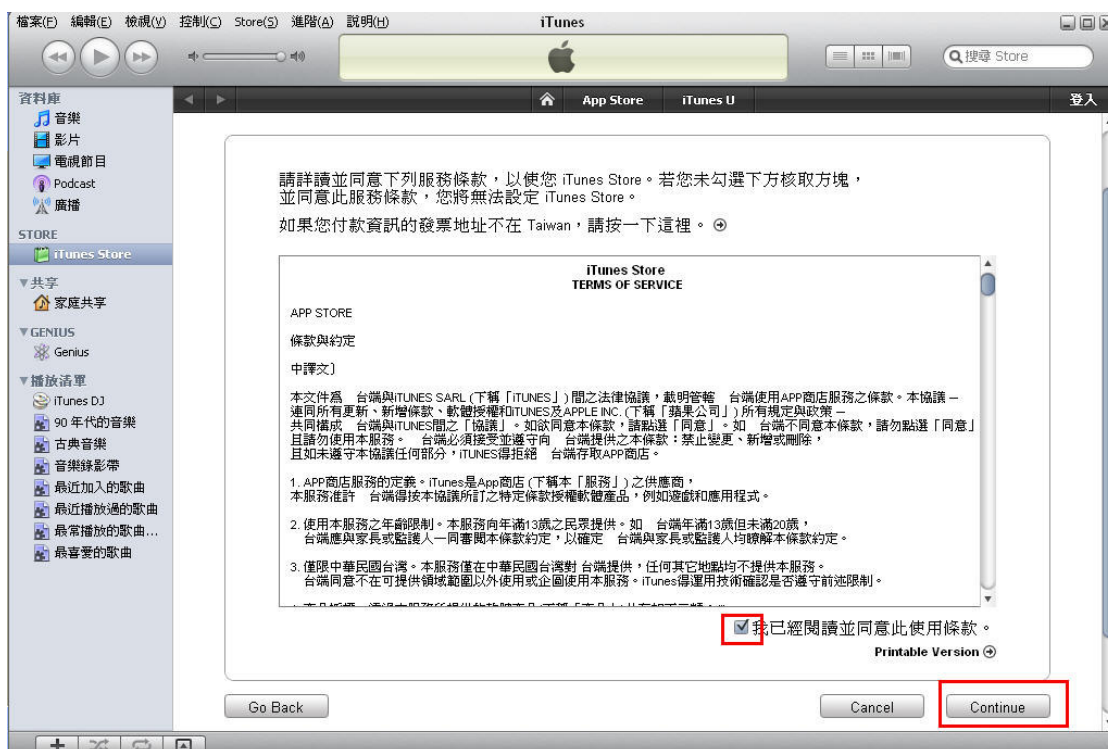 檔案(F) 編輯(E) 檢視(V) 控制(C) Store(S) 進階(A) 說明(H)
iTunes
搜尋 Store
資料庫
音樂
影片
電視節目
Podcast
廣播
STORE
iTunes Store
共享
家庭共享
GENIUS
Genius
播放清單
iTunes DJ
90 年代的音樂
古典音樂
音樂錄影帶
最近加入的歌曲
最近播放過的歌曲
最常播放的歌曲...
最喜愛的歌曲
App Store
iTunes U
登入
請詳讀並同意下列服務條款，以使您 iTunes Store。若您未勾選下方核取方塊，
並同意此服務條款，您將無法設定 iTunes Store。
如果您付款資訊的發票地址不在 Taiwan，請按一下這裡。
iTunes Store
TERMS OF SERVICE
APP STORE
條款與約定
中譯文〕
本文件為 台端與iTUNES SARL (下稱「iTUNES」) 間之法律協議，載明管轄 台端使用APP商店服務之條款。本協議 –
連同所有更新、新增條款、軟體授權和iTUNES及APPLE INC. (下稱「蘋果公司」) 所有規定與政策 –
共同構成 台端與iTUNES間之「協議」。如欲同意本條款，請點選「同意」。如 台端不同意本條款，請勿點選「同意」
且請勿使用本服務。 台端必須接受並遵守向 台端提供之本條款；禁止變更、新增或刪除，
且如未遵守本協議任何部分，iTUNES得拒絕 台端存取APP商店。
1. APP商店服務的定義。iTunes是App商店 (下稱本「服務」) 之供應商，
本服務准許 台端得按本協議所訂之特定條款授權軟體產品，例如遊戲和應用程式。
2. 使用本服務之年齡限制。本服務向年滿13歲之民眾提供。如 台端年滿13歲但未滿20歲，
台端應與家長或監護人一同審閱本條款約定，以確定 台端與家長或監護人均瞭解本條款約定。
3. 僅限中華民國台灣。本服務僅在中華民國台灣對 台端提供，任何其它地點均不提供本服務。
台端同意不在可提供領域範圍以外使用或企圖使用本服務。iTunes得運用技術確認是否遵守前述限制。
我已經閱讀並同意此使用條款。
Printable Version
Go Back
Cancel
Continue